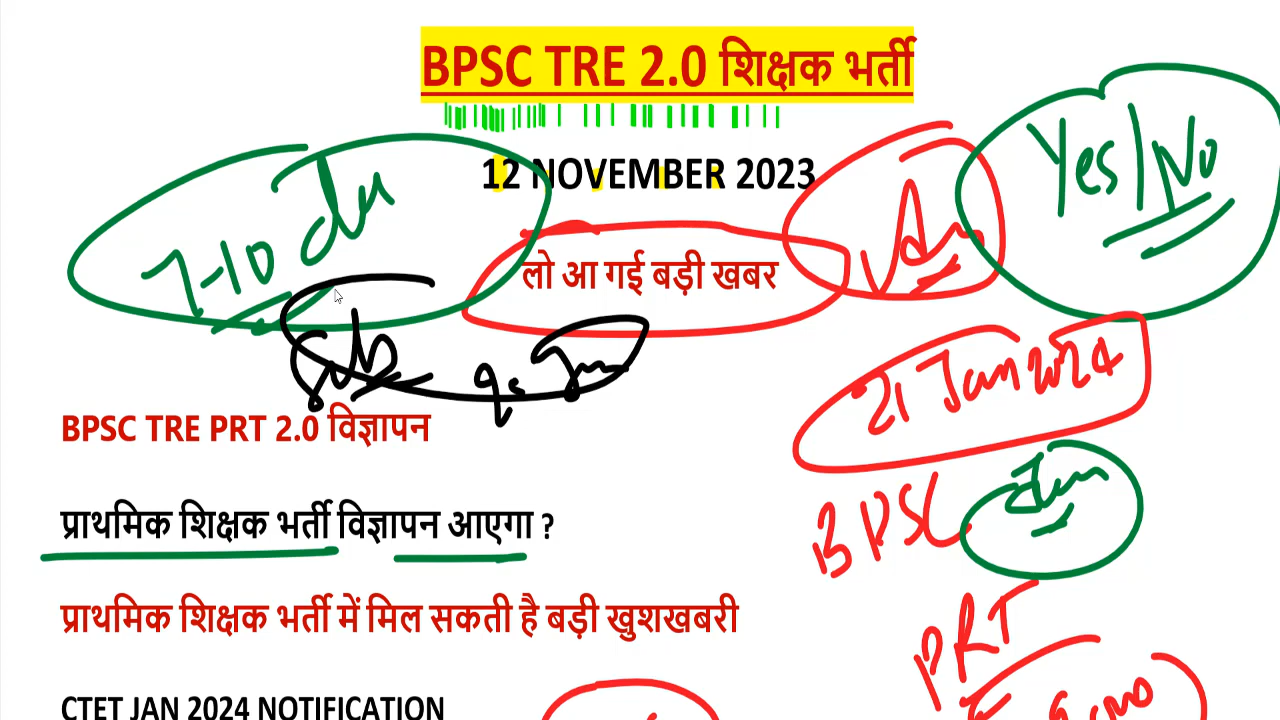 BPSC TRE 2.0 शिक्षक भर्ती
12 NOVEMBER 2023
Yes/No
7-10
लो आ गई बड़ी खबर
21 Jan 2024
BPSC TRE PRT 2.0 विज्ञापन
BPSC
प्राथमिक शिक्षक भर्ती विज्ञापन आएगा ?
प्राथमिक शिक्षक भर्ती में मिल सकती है बड़ी खुशखबरी
PRT
CTET JAN 2024 NOTIFICATION